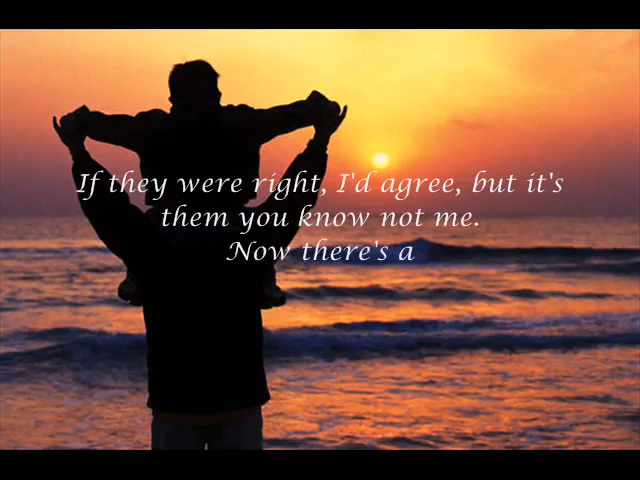 If they were right, I'd agree, but it's
them you know not me.
Now there's a